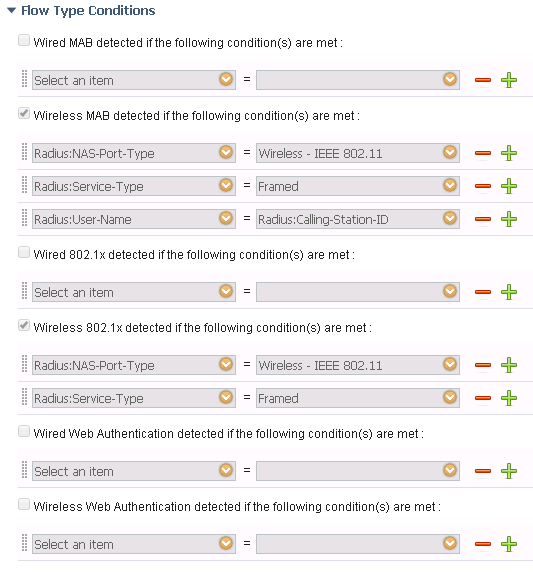 Flow Type Conditions
Wired MAB detected if the following condition(s) are met :
Select an item =
Wireless MAB detected if the following condition(s) are met :
Radius:NAS-Port-Type = Wireless - IEEE 802.11
Radius:Service-Type = Framed
Radius:User-Name = Radius:Calling-Station-ID
Wired 802.1x detected if the following condition(s) are met :
Select an item =
Wireless 802.1x detected if the following condition(s) are met :
Radius:NAS-Port-Type = Wireless - IEEE 802.11
Radius:Service-Type = Framed
Wired Web Authentication detected if the following condition(s) are met :
Select an item =
Wireless Web Authentication detected if the following condition(s) are met :
Select an item =